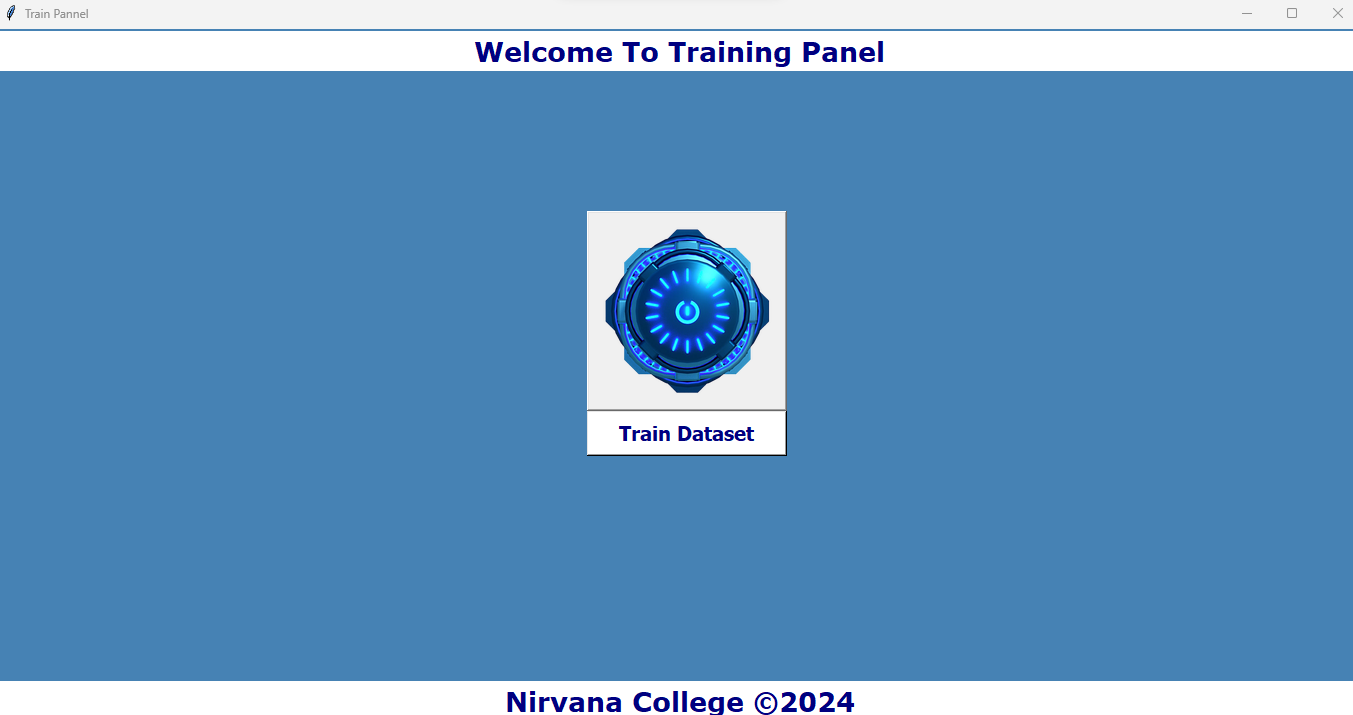 Train Pannel
Welcome To Training Panel
Train Dataset
Nirvana College ©2024